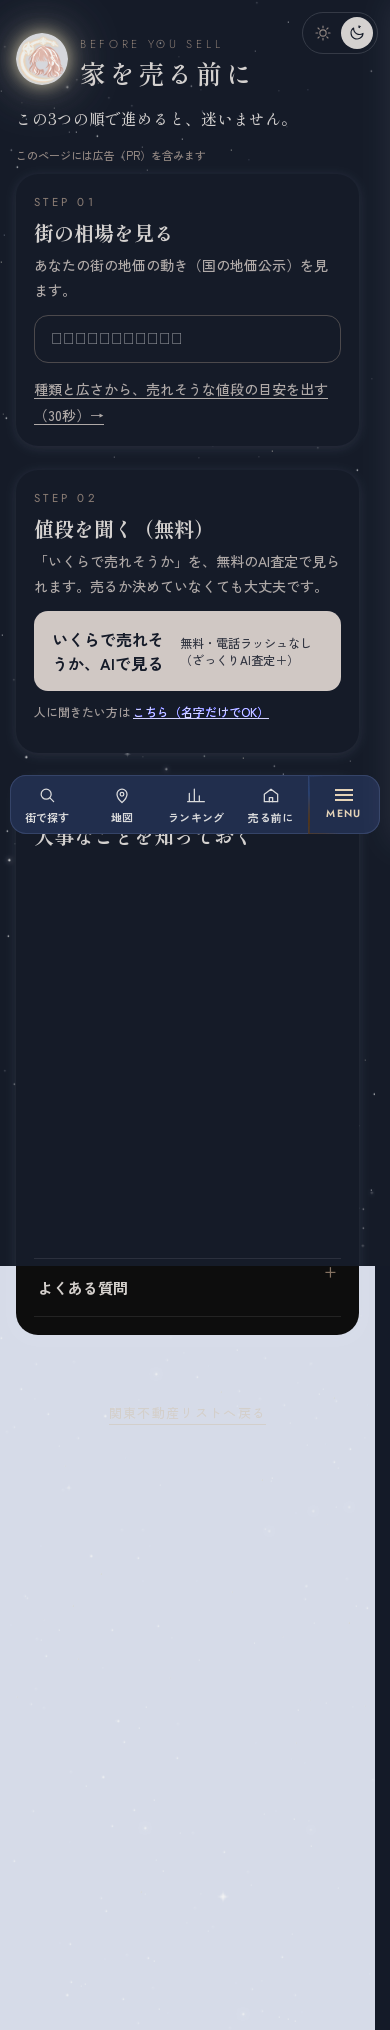 BEFORE YOU SELL
家を売る前に
この3つの順で進めると、迷いません。
このページには広告（PR）を含みます
STEP 01
街の相場を見る
あなたの街の地価の動き（国の地価公示）を見
ます。
種類と広さから、売れそうな値段の目安を出す
（30秒）→
STEP 02
値段を聞く（無料）
「いくらで売れそうか」を、無料のAI査定で見ら
れます。売るか決めていなくても大丈夫です。
いくらで売れそ
うか、AIで見る
無料・電話ラッシュなし
（ざっくりAI査定＋）
人に聞きたい方は こちら（名字だけでOK）
街で探す
地図
ランキング
売る前に
MENU
大事なことを知っておく
よくある質問
関東不動産リストへ戻る